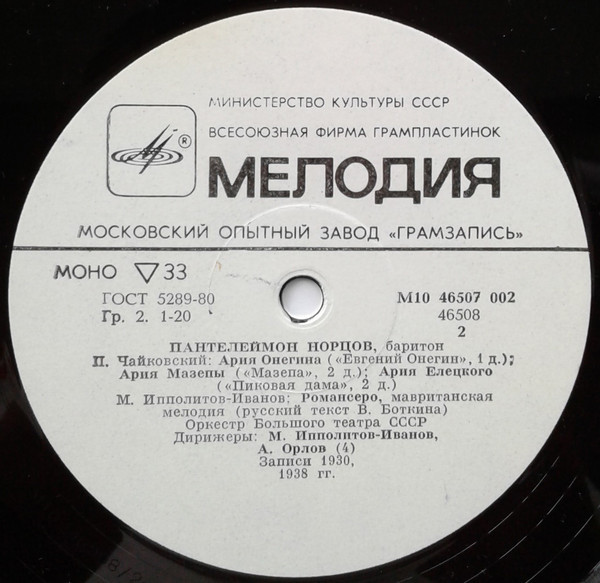 МИНИСТЕРСТВО КУЛЬТУРЫ СССР
ВСЕСОЮЗНАЯ ФИРМА ГРАМПЛАСТИНОК
®
МЕЛОДИЯ
МОСКОВСКИЙ ОПЫТНЫЙ ЗАВОД «ГРАМЗАПИСЬ»
МОНО ▽ 33
ГОСТ 5289-80
Гр. 2. 1-20
М10 46507 002
46508
2
ПАНТЕЛЕЙМОН НОРЦОВ, баритон
П. Чайковский: Ария Онегина («Евгений Онегин», 1 д.);
Ария Мазепы («Мазепа», 2 д.); Ария Елецкого
(«Пиковая дама», 2 д.)
М. Ипполитов-Иванов: Романсеро, мавританская
мелодия (русский текст В. Боткина)
Оркестр Большого театра СССР
Дирижеры: М. Ипполитов-Иванов,
А. Орлов (4)
Записи 1930,
1938 гг.